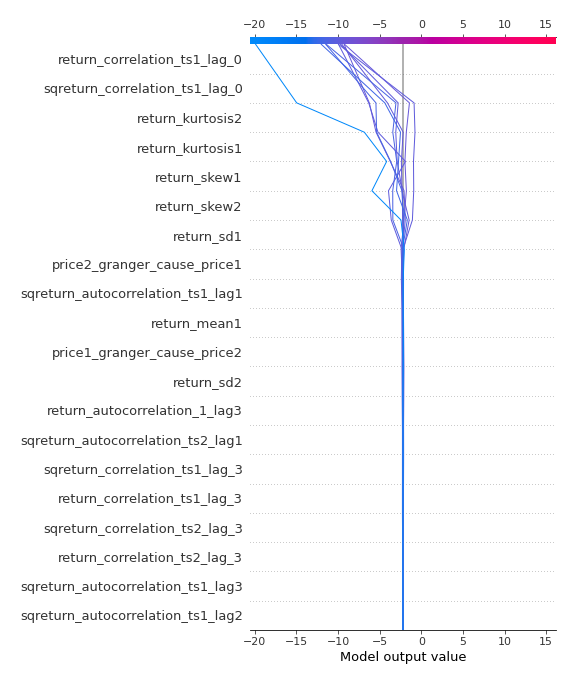 −20 −15 −10 −5 0 5 10 15
return_correlation_ts1_lag_0
sqreturn_correlation_ts1_lag_0
return_kurtosis2
return_kurtosis1
return_skew1
return_skew2
return_sd1
price2_granger_cause_price1
sqreturn_autocorrelation_ts1_lag1
return_mean1
price1_granger_cause_price2
return_sd2
return_autocorrelation_1_lag3
sqreturn_autocorrelation_ts2_lag1
sqreturn_correlation_ts1_lag_3
return_correlation_ts1_lag_3
sqreturn_correlation_ts2_lag_3
return_correlation_ts2_lag_3
sqreturn_autocorrelation_ts1_lag3
sqreturn_autocorrelation_ts1_lag2
−20 −15 −10 −5 0 5 10 15
Model output value